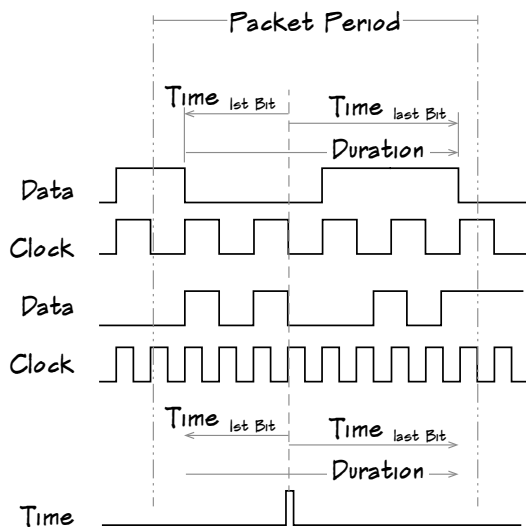 Packet Period
Time 1st Bit
Time last Bit
Duration
Data
Clock
Data
Clock
Time 1st Bit
Time last Bit
Duration
Time